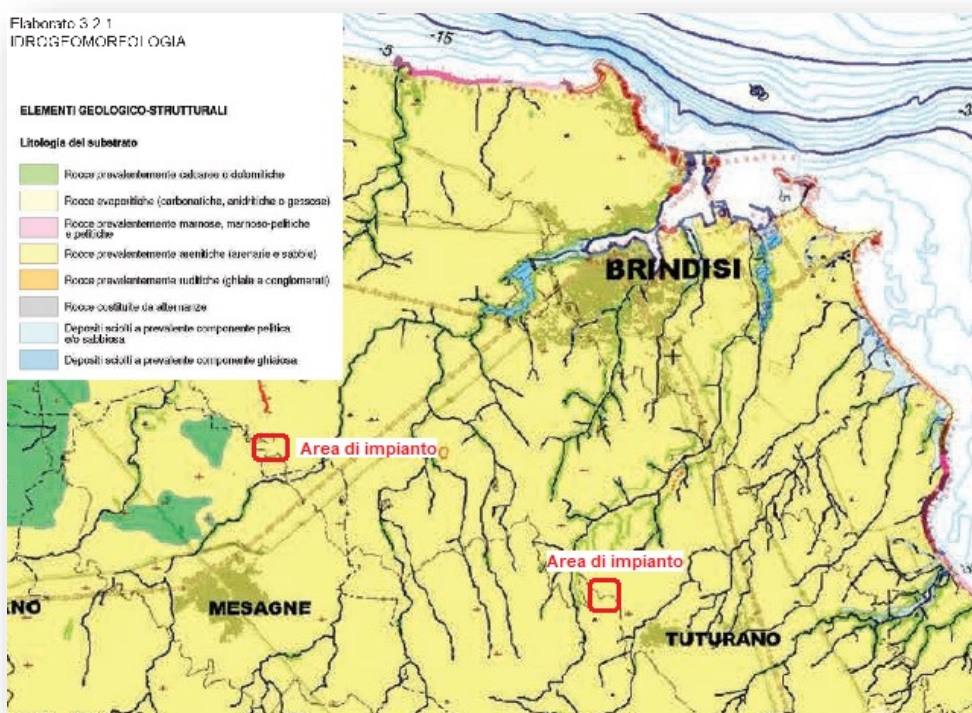 Elaborato 3.2.1
IDROGEOMORFOLOGIA
ELEMENTI GEOLOGICO-STRUTTURALI
Litologia del substrato
Rocce prevalentemente calcaree o dolomitiche
Rocce evaporitiche (carbonatiche, anidritiche o gessose)
Rocce prevalentemente marnose, marnoso-pelitiche
e pelitiche
Rocce prevalentemente arenitiche (arenarie e sabbie)
Rocce prevalentemente ruditiche (ghiaie e conglomerati)
Rocce costituite da alternanze
Depositi sciolti a prevalente componente pelitica
e/o sabbiosa
Depositi sciolti a prevalente componente ghiaiosa
-5
-15
BRINDISI
Area di impianto
Area di impianto
MESAGNE
TUTURANO